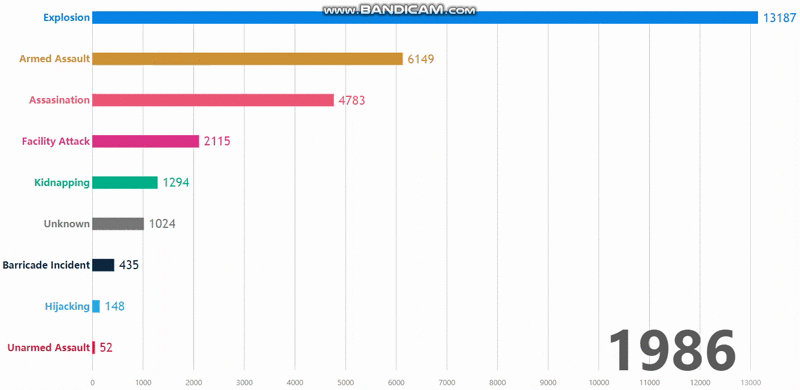 www.BANDICAM.com
Explosion 13187
Armed Assault 6149
Assasination 4783
Facility Attack 2115
Kidnapping 1294
Unknown 1024
Barricade Incident 435
Hijacking 148
Unarmed Assault 52
1986
0 1000 2000 3000 4000 5000 6000 7000 8000 9000 10000 11000 12000 13000